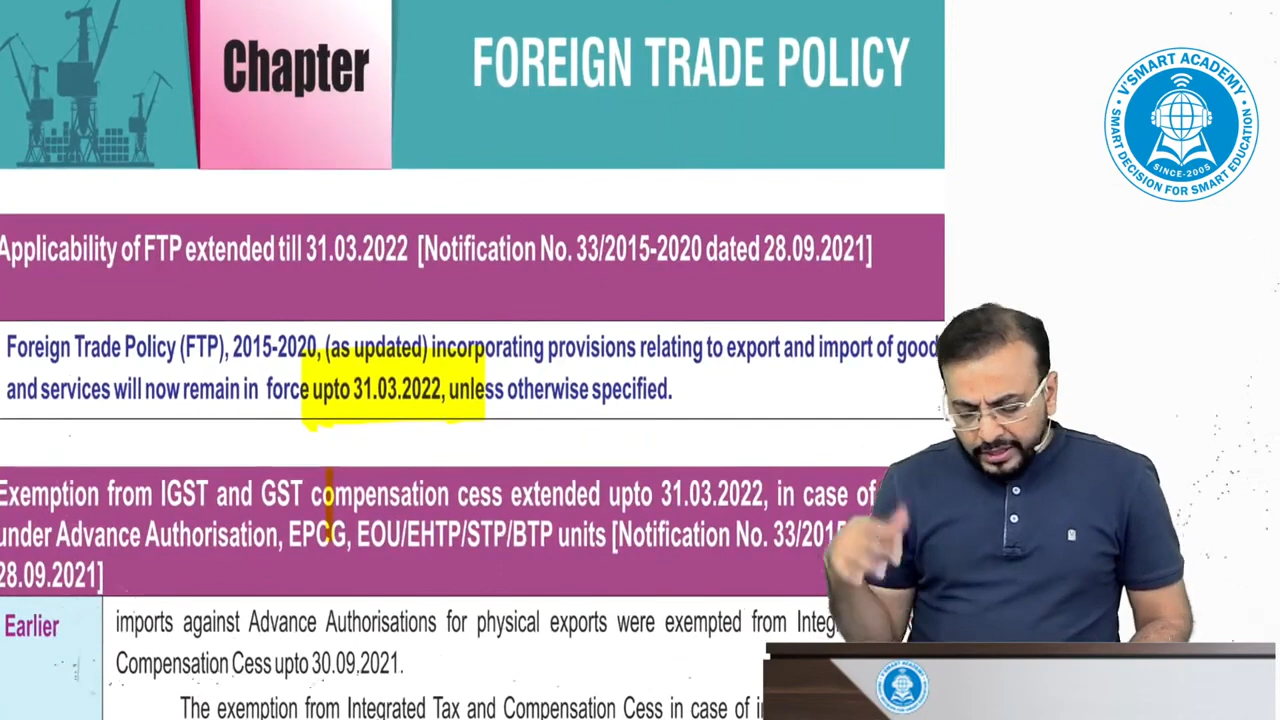 Chapter
FOREIGN TRADE POLICY
V'SMART ACADEMY
SINCE-2005
SMART DECISION FOR SMART EDUCATION
Applicability of FTP extended till 31.03.2022 [Notification No. 33/2015-2020 dated 28.09.2021]
Foreign Trade Policy (FTP), 2015-2020, (as updated) incorporating provisions relating to export and import of good
and services will now remain in force upto 31.03.2022, unless otherwise specified.
Exemption from IGST and GST compensation cess extended upto 31.03.2022, in case of
under Advance Authorisation, EPCG, EOU/EHTP/STP/BTP units [Notification No. 33/201
28.09.2021]
Earlier
imports against Advance Authorisations for physical exports were exempted from Integ
Compensation Cess upto 30.09.2021.
The exemption from Integrated Tax and Compensation Cess in case of